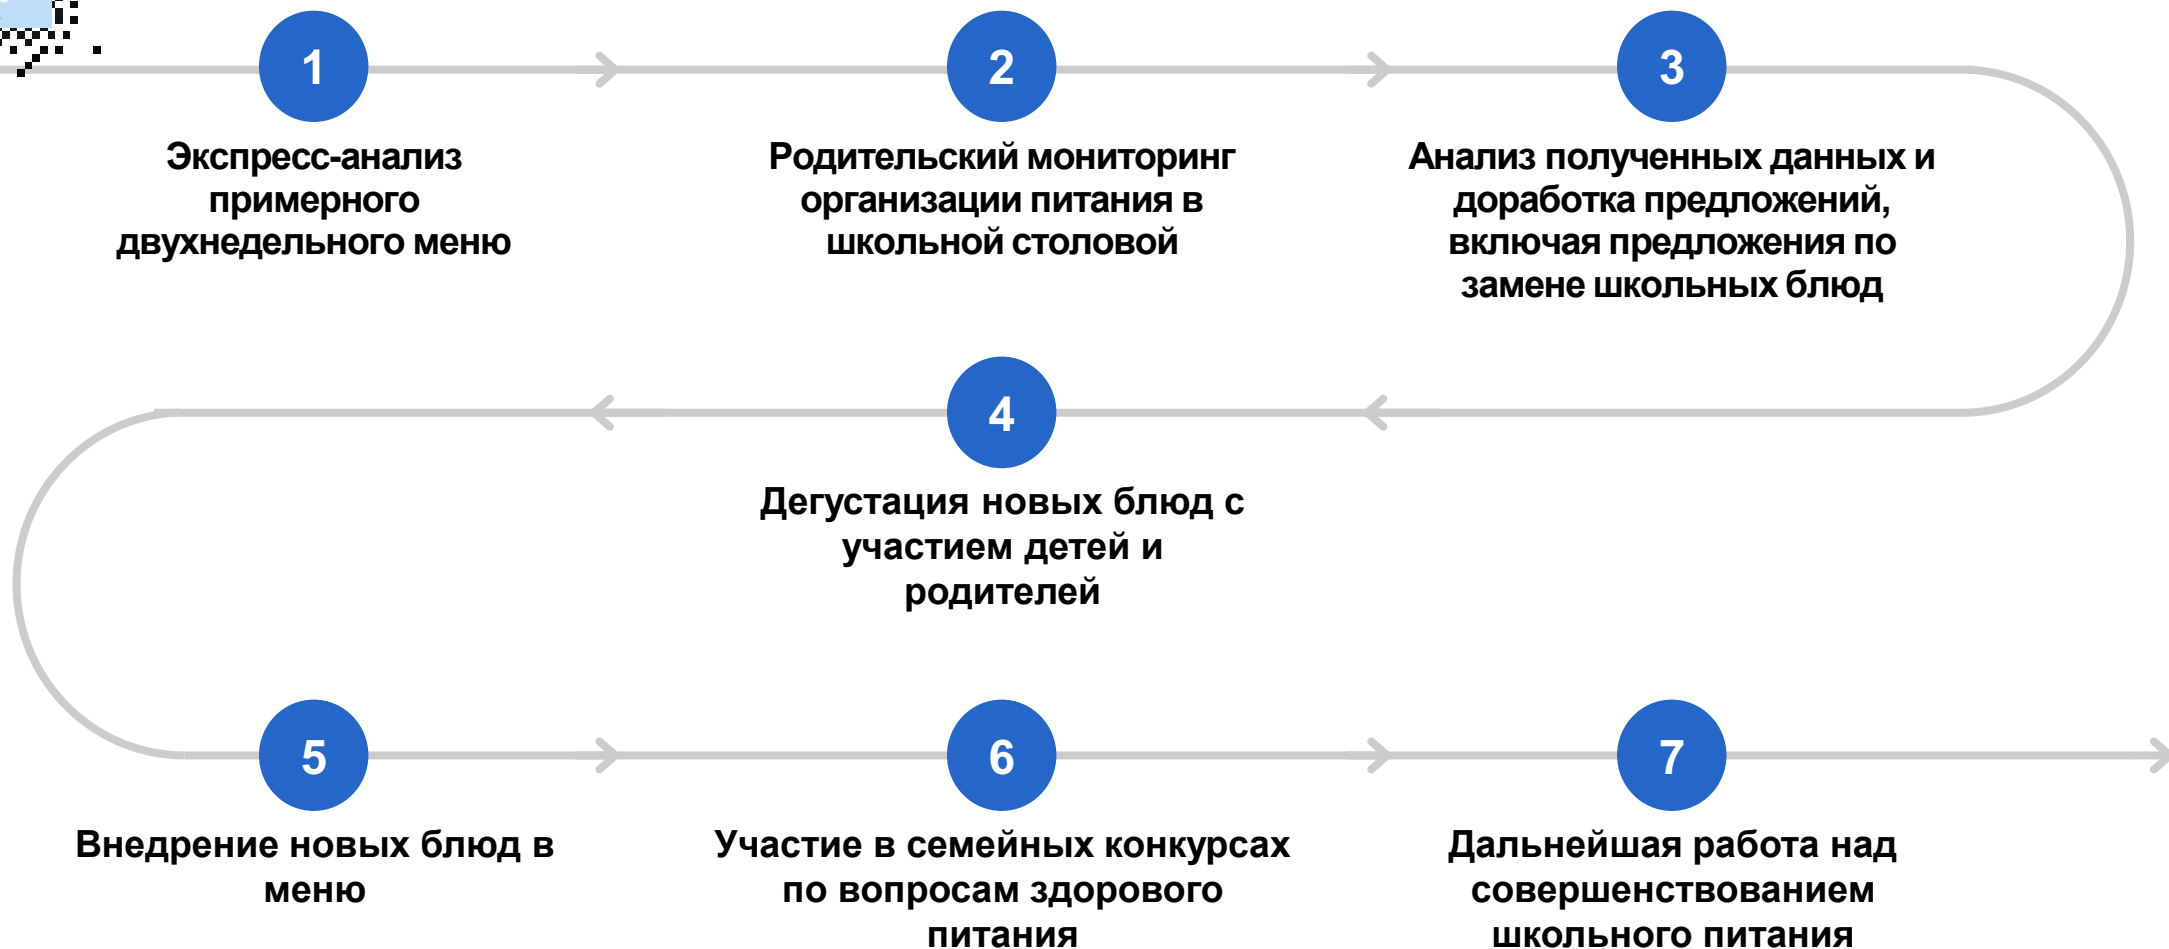 1
Экспресс-анализ
примерного
двухнедельного меню
2
Родительский мониторинг
организации питания в
школьной столовой
3
Анализ полученных данных и
доработка предложений,
включая предложения по
замене школьных блюд
4
Дегустация новых блюд с
участием детей и
родителей
5
Внедрение новых блюд в
меню
6
Участие в семейных конкурсах
по вопросам здорового
питания
7
Дальнейшая работа над
совершенствованием
школьного питания